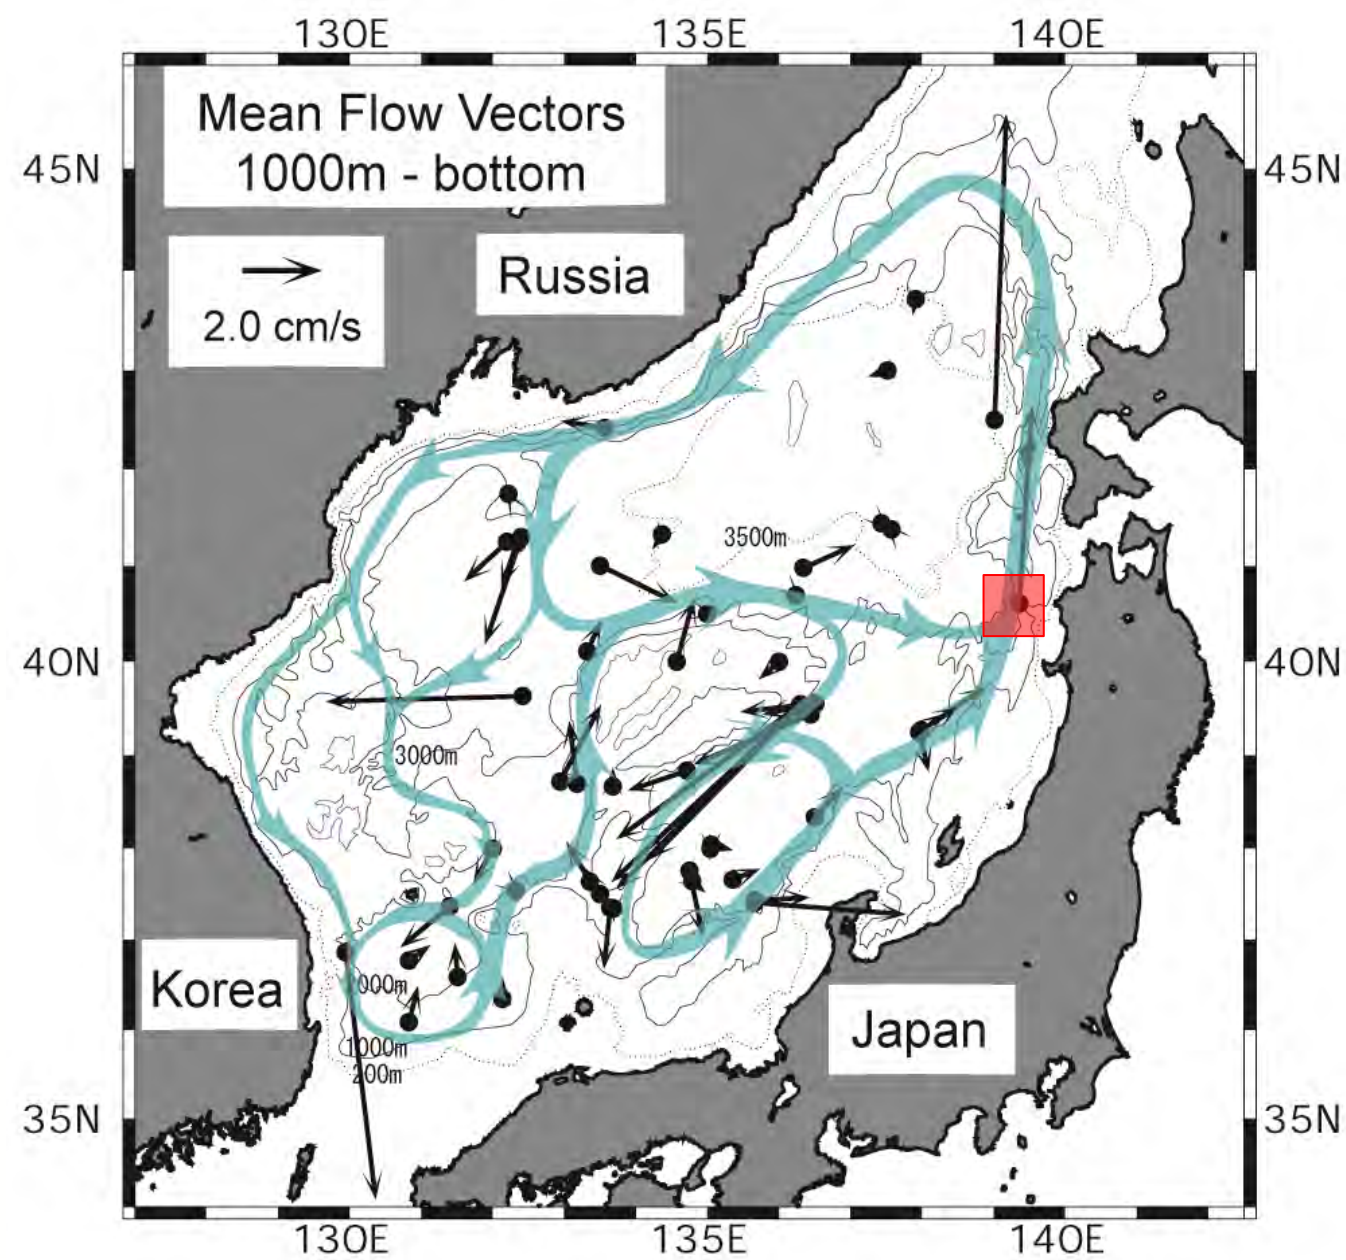 130E 135E 140E
Mean Flow Vectors
1000m - bottom
45N 45N
Russia
2.0 cm/s
3500m
40N 40N
3000m
Korea
000m
Japan
1000m
200m
35N 35N
130E 135E 140E